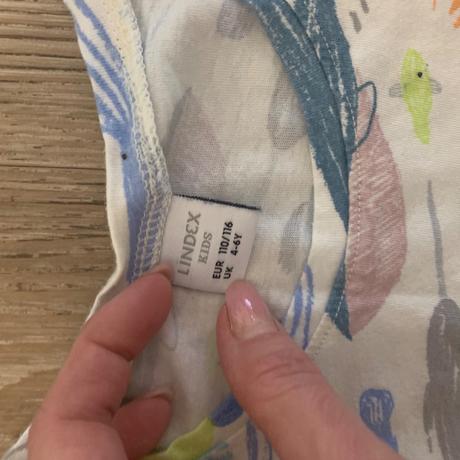 LINDEX
KIDS
EUR 110/116
UK 4-6Y